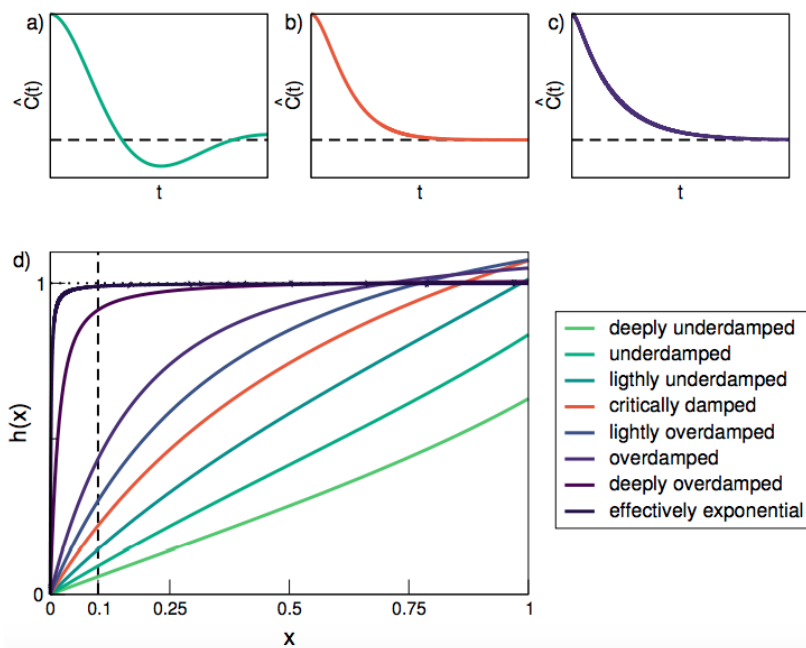 a)
Ĉ(t)
t
b)
Ĉ(t)
t
c)
Ĉ(t)
t
d)
1
h(x)
0
0 0.1 0.25 0.5 0.75 1
x
deeply underdamped
underdamped
ligthly underdamped
critically damped
lightly overdamped
overdamped
deeply overdamped
effectively exponential